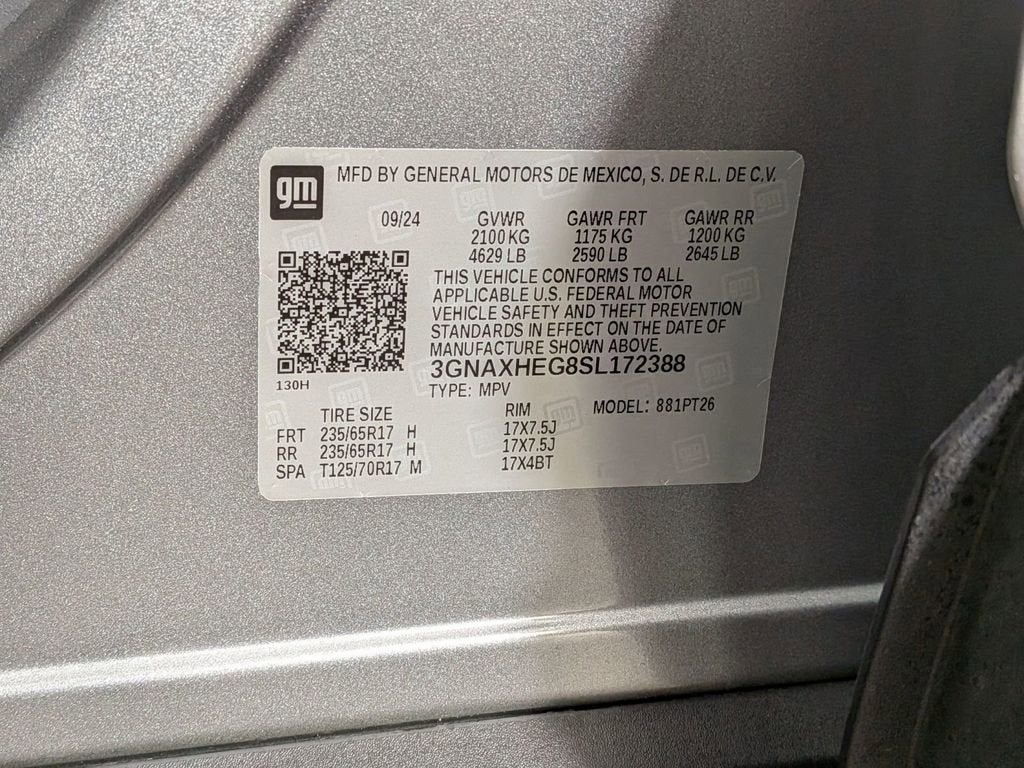 gm
MFD BY GENERAL MOTORS DE MEXICO, S. DE R.L. DE C.V.
09/24 GVWR GAWR FRT GAWR RR
2100 KG 1175 KG 1200 KG
4629 LB 2590 LB 2645 LB
THIS VEHICLE CONFORMS TO ALL
APPLICABLE U.S. FEDERAL MOTOR
VEHICLE SAFETY AND THEFT PREVENTION
STANDARDS IN EFFECT ON THE DATE OF
MANUFACTURE SHOWN ABOVE.
3GNAXHEG8SL172388
130H
TYPE: MPV
TIRE SIZE RIM MODEL: 881PT26
FRT 235/65R17 H 17X7.5J
RR 235/65R17 H 17X7.5J
SPA T125/70R17 M 17X4BT